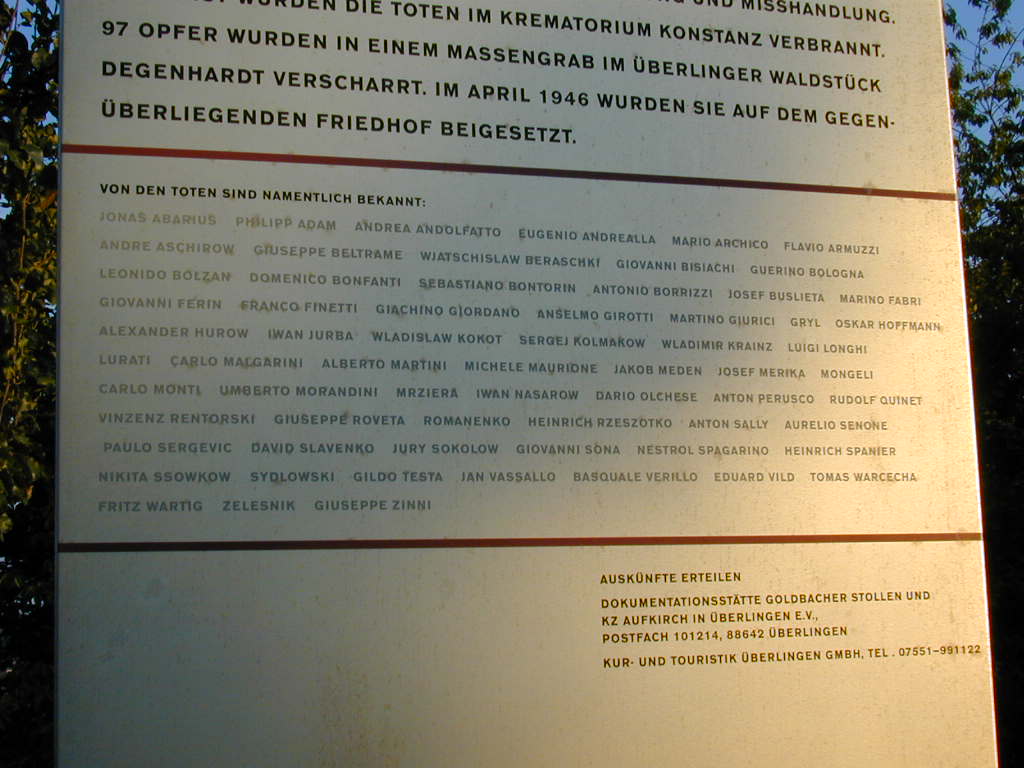 WURDEN DIE TOTEN IM KREMATORIUM KONSTANZ VERBRANNT. UND MISSHANDLUNG.
97 OPFER WURDEN IN EINEM MASSENGRAB IM ÜBERLINGER WALDSTÜCK
DEGENHARDT VERSCHARRT. IM APRIL 1946 WURDEN SIE AUF DEM GEGEN-
ÜBERLIEGENDEN FRIEDHOF BEIGESETZT.
VON DEN TOTEN SIND NAMENTLICH BEKANNT:
JONAS ABARIUS PHILIPP ADAM ANDREA ANDOLFATTO EUGENIO ANDREALLA MARIO ARCHICO FLAVIO ARMUZZI
ANDRE ASCHIROW GIUSEPPE BELTRAME WJATSCHISLAW BERASCHKI GIOVANNI BISIACHI GUERINO BOLOGNA
LEONIDO BOLZAN DOMENICO BONFANTI SEBASTIANO BONTORIN ANTONIO BORRIZZI JOSEF BUSLIETA MARINO FABRI
GIOVANNI FERIN FRANCO FINETTI GIACHINO GIORDANO ANSELMO GIROTTI MARTINO GIURICI GRYL OSKAR HOFFMANN
ALEXANDER HUROW IWAN JURBA WLADISLAW KOKOT SERGEJ KOLMAKOW WLADIMIR KRAINZ LUIGI LONGHI
LURATI CARLO MALGARINI ALBERTO MARTINI MICHELE MAURIONE JAKOB MEDEN JOSEF MERIKA MONGELI
CARLO MONTI UMBERTO MORANDINI MRZIERA IWAN NASAROW DARIO OLCHESE ANTON PERUSCO RUDOLF QUINET
VINZENZ RENTORSKI GIUSEPPE ROVETA ROMANENKO HEINRICH RZESZOTKO ANTON SALLY AURELIO SENONE
PAULO SERGEVIC DAVID SLAVENKO JURY SOKOLOW GIOVANNI SONA NESTROL SPAGARINO HEINRICH SPANIER
NIKITA SSOWKOW SYDLOWSKI GILDO TESTA JAN VASSALLO BASQUALE VERILLO EDUARD VILD TOMAS WARCECHA
FRITZ WARTIG ZELESNIK GIUSEPPE ZINNI
AUSKÜNFTE ERTEILEN
DOKUMENTATIONSSTÄTTE GOLDBACHER STOLLEN UND
KZ AUFKIRCH IN ÜBERLINGEN E.V.,
POSTFACH 101214, 88642 ÜBERLINGEN
KUR- UND TOURISTIK ÜBERLINGEN GMBH, TEL. 07551-991122